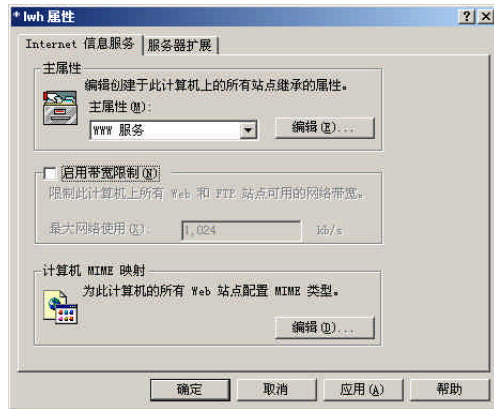 * lwh 属性
Internet 信息服务 服务器扩展
主属性
编辑创建于此计算机上的所有站点继承的属性。
主属性(M):
WWW 服务
编辑(E)...
启用带宽限制(N)
限制此计算机上所有 Web 和 FTP 站点可用的网络带宽。
最大网络使用(X): 1,024 kb/s
计算机 MIME 映射
为此计算机的所有 Web 站点配置 MIME 类型。
编辑(D)...
确定 取消 应用(A) 帮助